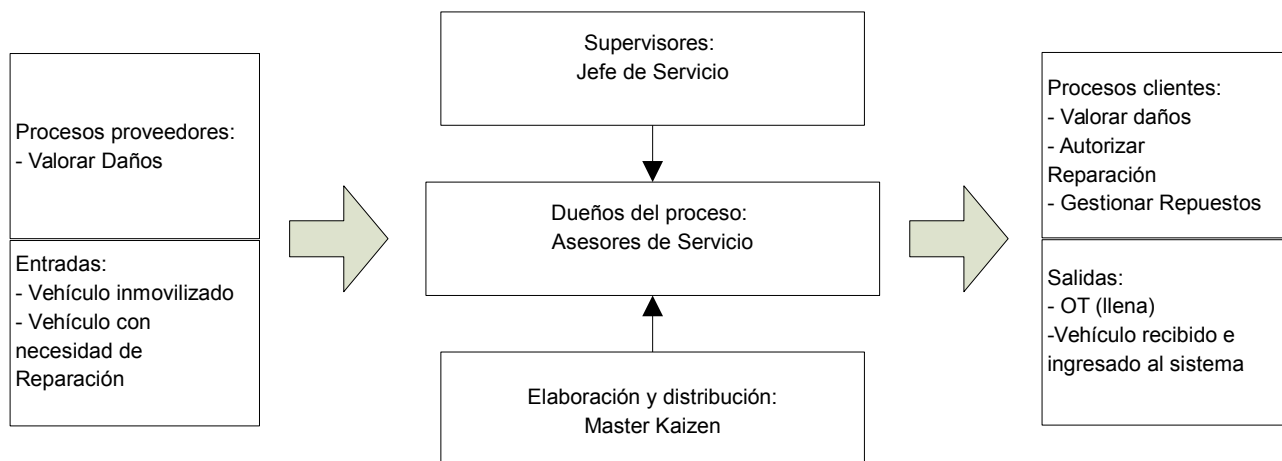 Procesos proveedores:
- Valorar Daños
Entradas:
- Vehículo inmovilizado
- Vehículo con
necesidad de
Reparación
Supervisores:
Jefe de Servicio
Dueños del proceso:
Asesores de Servicio
Elaboración y distribución:
Master Kaizen
Procesos clientes:
- Valorar daños
- Autorizar
Reparación
- Gestionar Repuestos
Salidas:
- OT (llena)
-Vehículo recibido e
ingresado al sistema